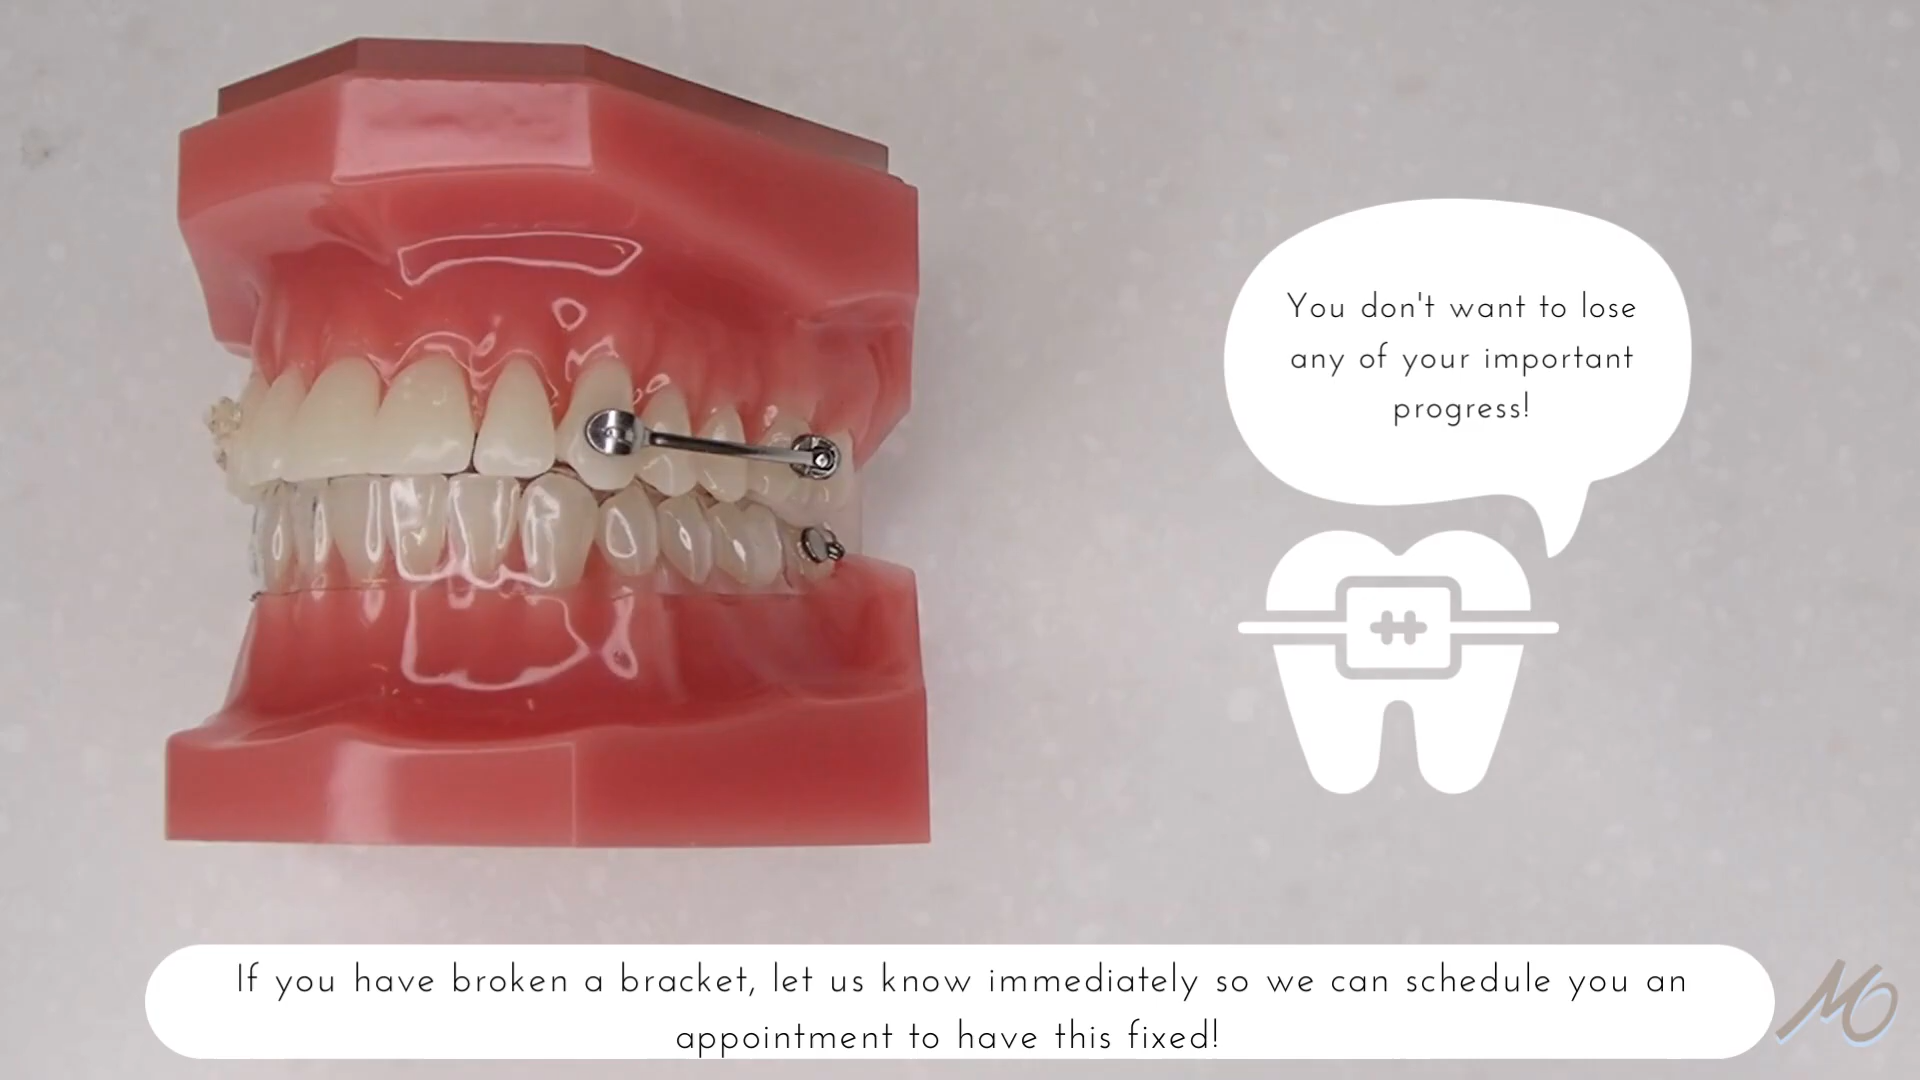 You don't want to lose
any of your important
progress!
If you have broken a bracket, let us know immediately so we can schedule you an
appointment to have this fixed!
MO